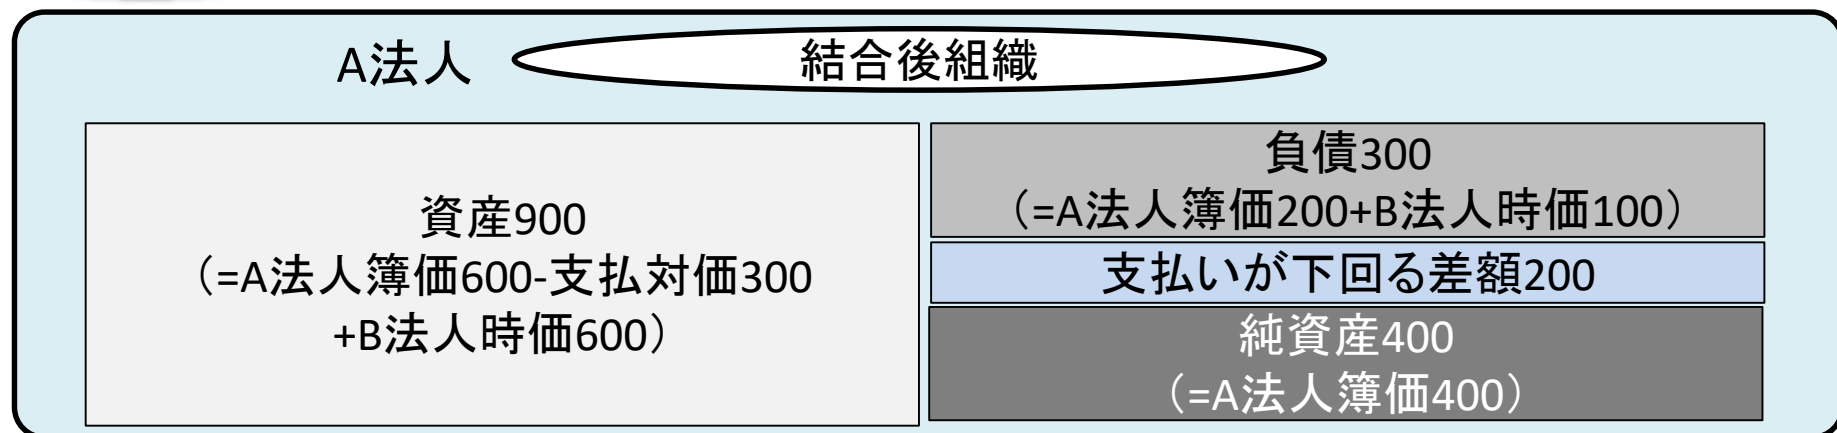 A法人
結合後組織
資産900
（=A法人簿価600-支払対価300
+B法人時価600）
負債300
（=A法人簿価200+B法人時価100）
支払いが下回る差額200
純資産400
（=A法人簿価400）